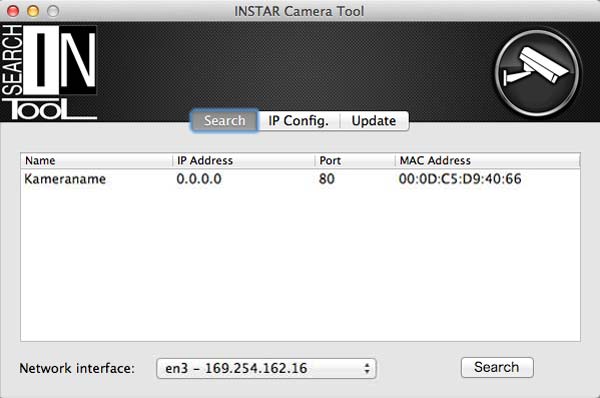 INSTAR Camera Tool
SEARCH
IN
TOOL
Search IP Config. Update
Name IP Address Port MAC Address
Kameraname 0.0.0.0 80 00:0D:C5:D9:40:66
Network interface: en3 - 169.254.162.16 Search